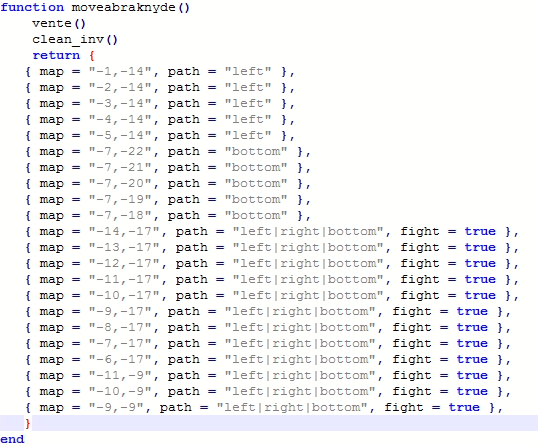 function moveabraknyde()
    vente()
    clean_inv()
    return {
   { map = "-1,-14", path = "left" },
   { map = "-2,-14", path = "left" },
   { map = "-3,-14", path = "left" },
   { map = "-4,-14", path = "left" },
   { map = "-5,-14", path = "left" },
   { map = "-7,-22", path = "bottom" },
   { map = "-7,-21", path = "bottom" },
   { map = "-7,-20", path = "bottom" },
   { map = "-7,-19", path = "bottom" },
   { map = "-7,-18", path = "bottom" },
   { map = "-14,-17", path = "left|right|bottom", fight = true },
   { map = "-13,-17", path = "left|right|bottom", fight = true },
   { map = "-12,-17", path = "left|right|bottom", fight = true },
   { map = "-11,-17", path = "left|right|bottom", fight = true },
   { map = "-10,-17", path = "left|right|bottom", fight = true },
   { map = "-9,-17", path = "left|right|bottom", fight = true },
   { map = "-8,-17", path = "left|right|bottom", fight = true },
   { map = "-7,-17", path = "left|right|bottom", fight = true },
   { map = "-6,-17", path = "left|right|bottom", fight = true },
   { map = "-11,-9", path = "left|right|bottom", fight = true },
   { map = "-10,-9", path = "left|right|bottom", fight = true },
   { map = "-9,-9", path = "left|right|bottom", fight = true },
   }
end